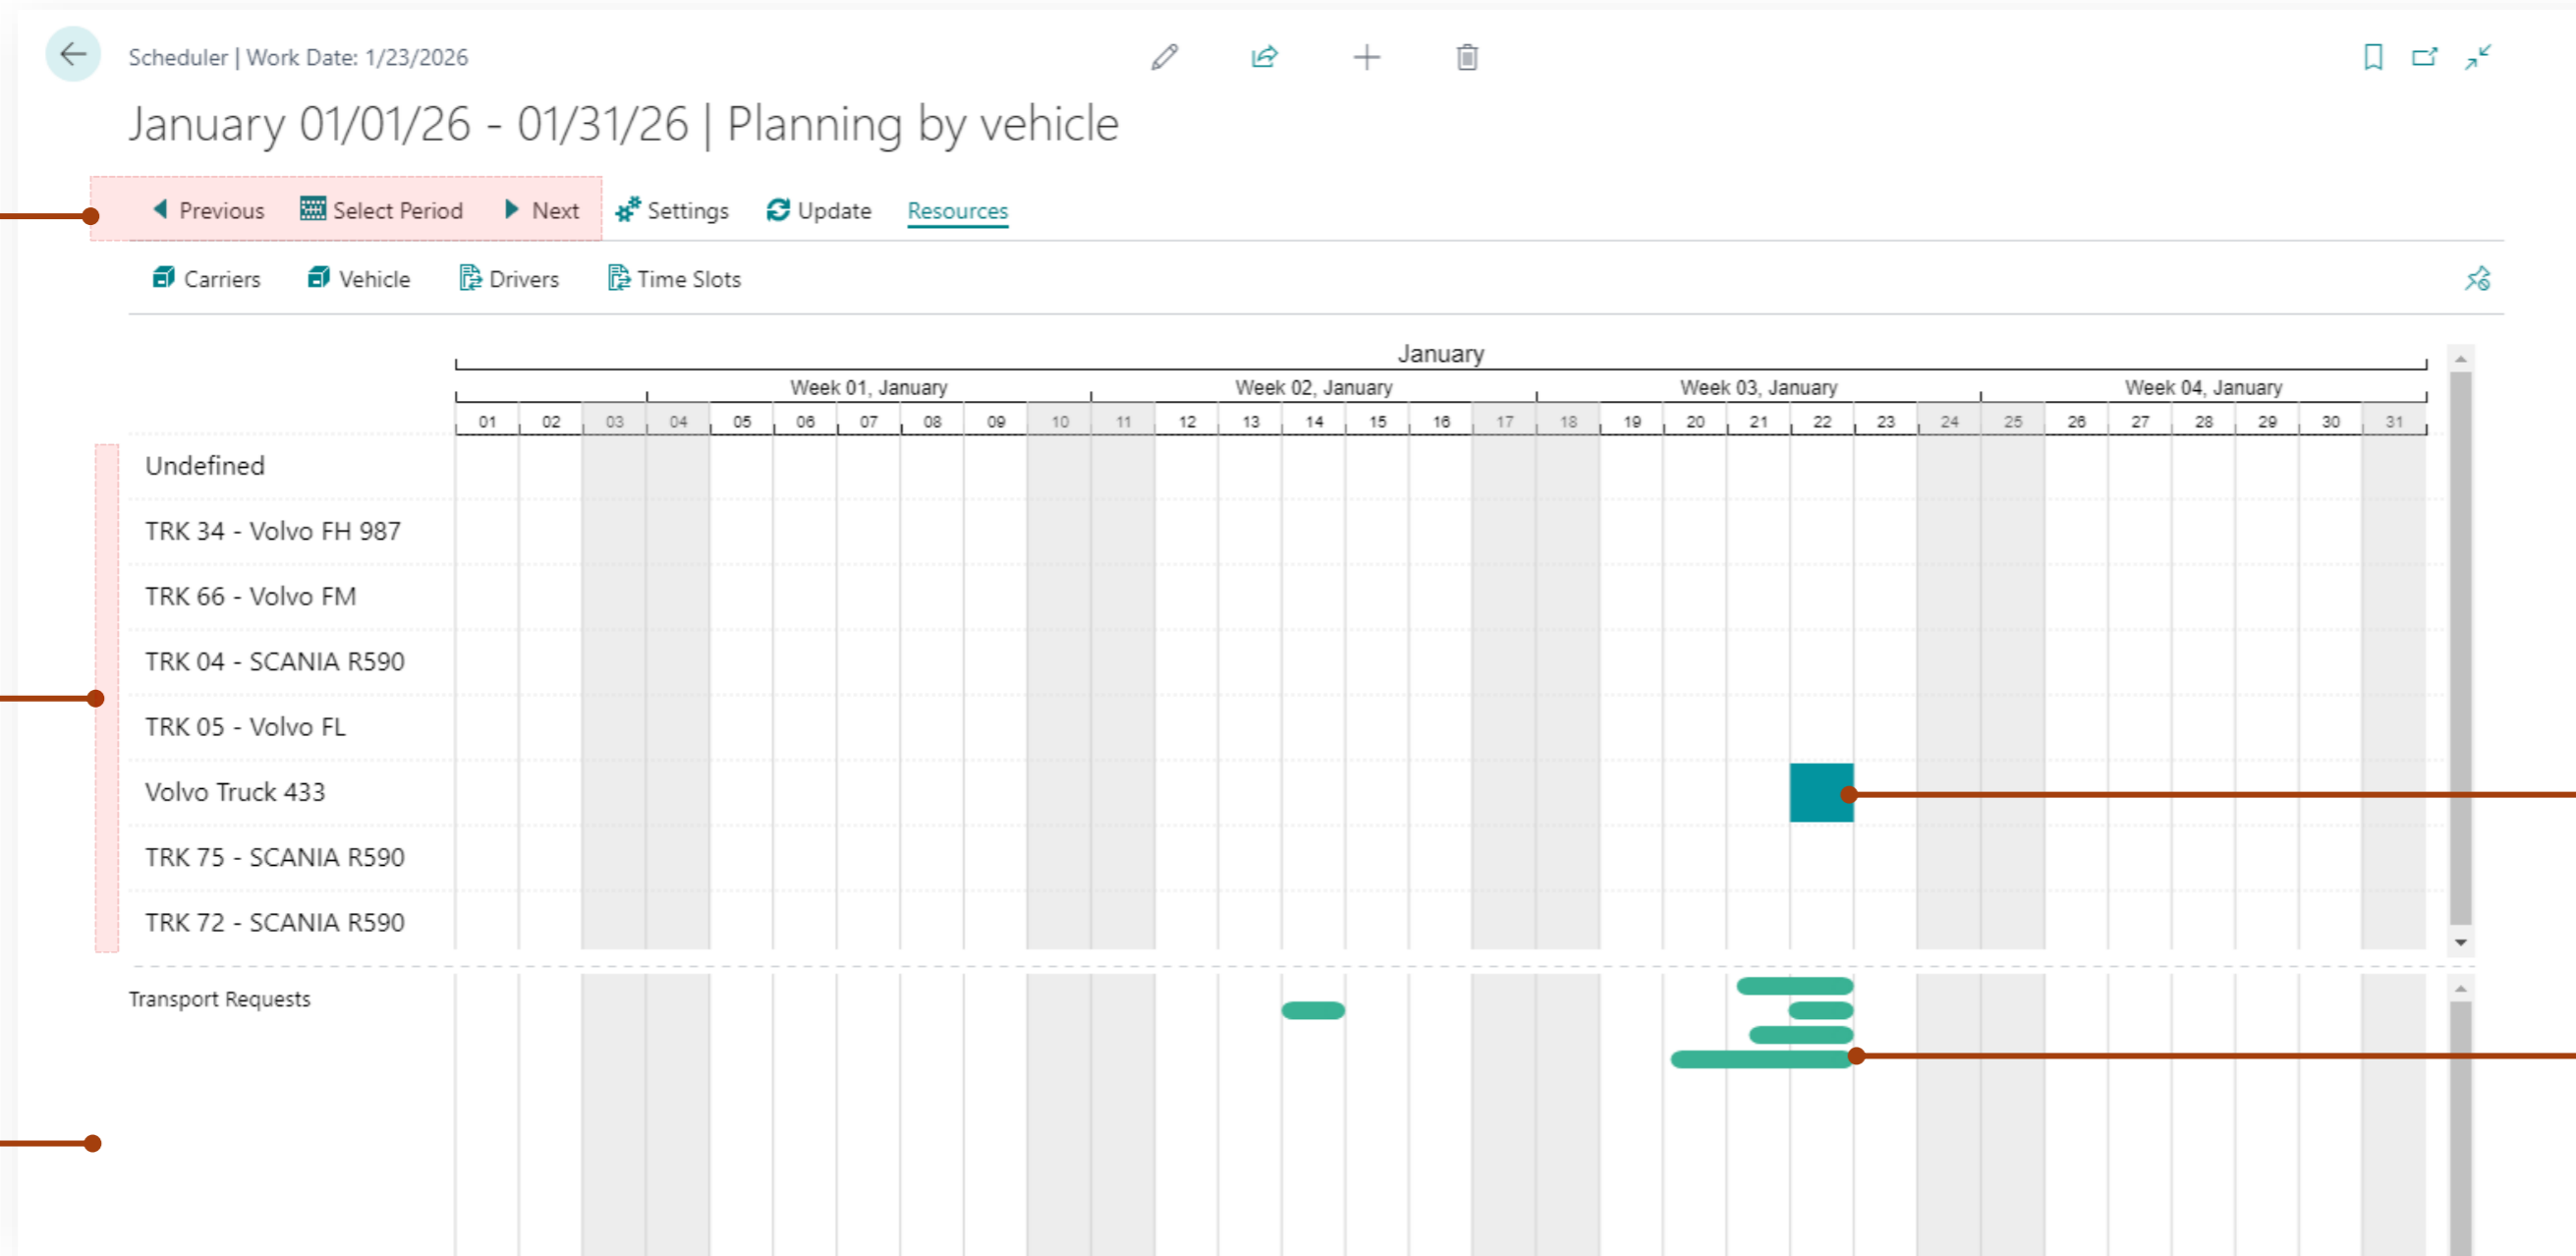 Scheduler | Work Date: 1/23/2026
January 01/01/26 - 01/31/26 | Planning by vehicle
Previous Select Period Next Settings Update Resources
Carriers Vehicle Drivers Time Slots
January
Week 01, January Week 02, January Week 03, January Week 04, January
01 02 03 04 05 06 07 08 09 10 11 12 13 14 15 16 17 18 19 20 21 22 23 24 25 26 27 28 29 30 31
Undefined
TRK 34 - Volvo FH 987
TRK 66 - Volvo FM
TRK 04 - SCANIA R590
TRK 05 - Volvo FL
Volvo Truck 433
TRK 75 - SCANIA R590
TRK 72 - SCANIA R590
Transport Requests